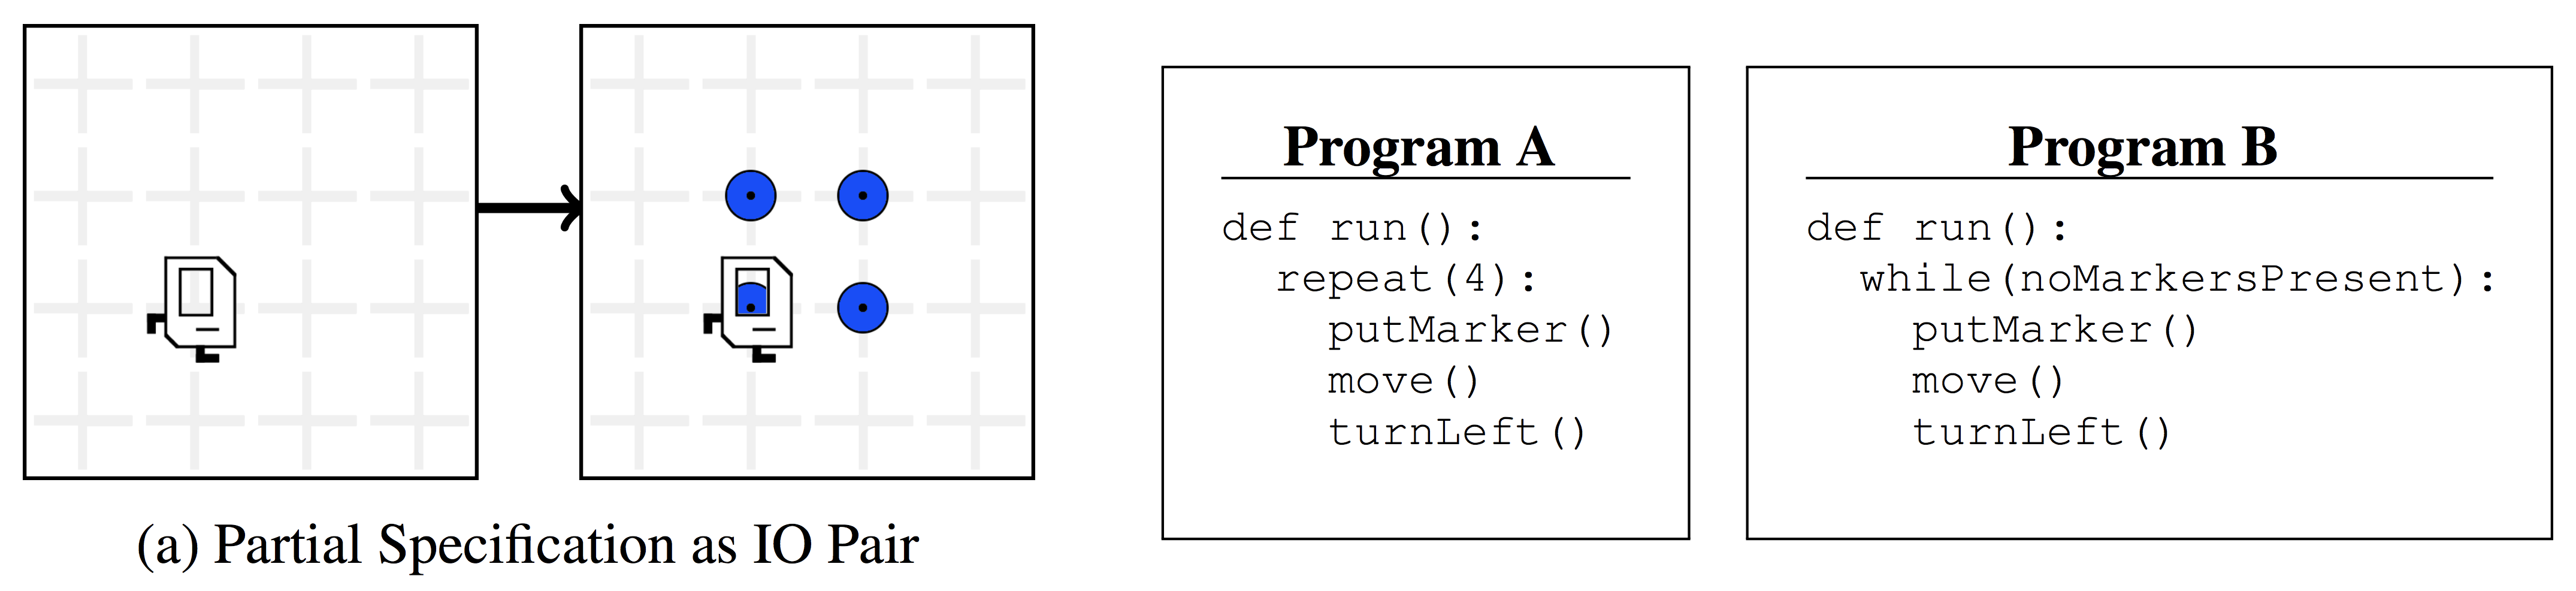 Program A
def run():
repeat(4):
putMarker()
move()
turnLeft()
Program B
def run():
while(noMarkersPresent):
putMarker()
move()
turnLeft()
(a) Partial Specification as IO Pair